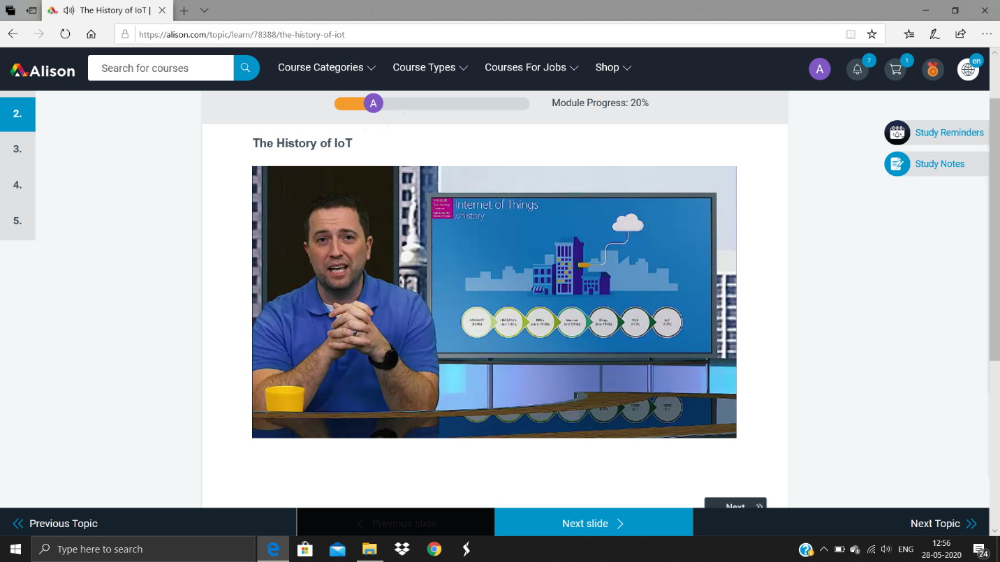 The History of IoT |
https://alison.com/topic/learn/78388/the-history-of-iot
Alison
Search for courses
Course Categories
Course Types
Courses For Jobs
Shop
A
7
1
en
2.
3.
4.
5.
A
Module Progress: 20%
Study Reminders
Study Notes
The History of IoT
Internet of Things
//history
IoT
Next
Previous Topic
Previous slide
Next slide
Next Topic
Type here to search
ENG
12:56
28-05-2020
24